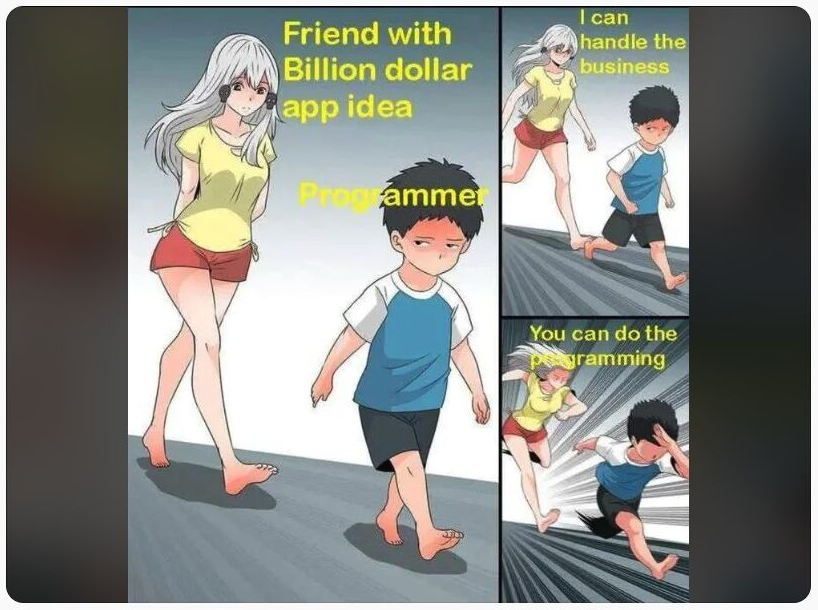 Friend with
Billion dollar
app idea
Programmer
I can
handle the
business
You can do the
programming